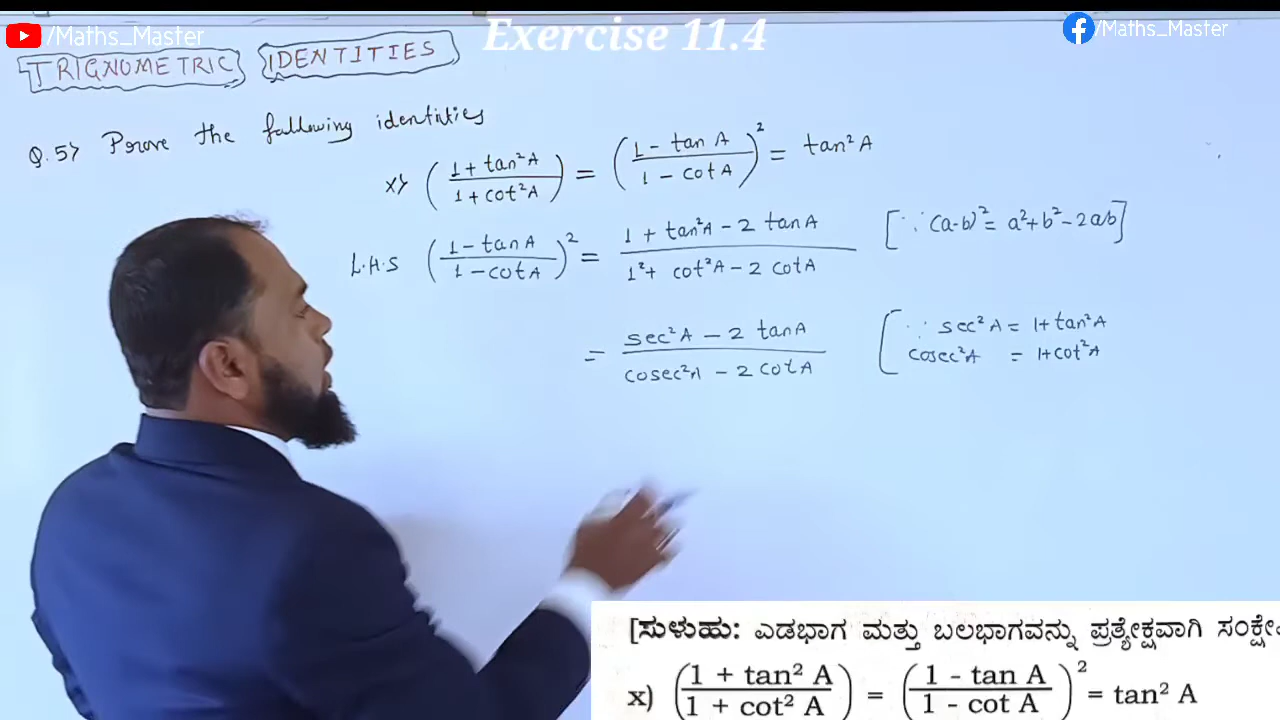 /Maths_Master
Exercise 11.4
/Maths_Master
TRIGNOMETRIC IDENTITIES
Q.5> Prove the following identities
x> (1 + tan²A / 1 + cot²A) = (1 - tan A / 1 - cot A)² = tan² A
L.H.S (1 - tan A / 1 - cot A)² = 1 + tan²A - 2 tan A / 1² + cot²A - 2 cot A [∵ (a-b)² = a² + b² - 2ab]
= sec²A - 2 tan A / cosec²A - 2 cot A [∵ sec²A = 1 + tan²A
cosec²A = 1 + cot²A
[ಸುಳುಹು: ಎಡಭಾಗ ಮತ್ತು ಬಲಭಾಗವನ್ನು ಪ್ರತ್ಯೇಕ್ಷವಾಗಿ ಸಂಕ್ಷೇ
x) (1 + tan² A / 1 + cot² A) = (1 - tan A / 1 - cot A)² = tan² A